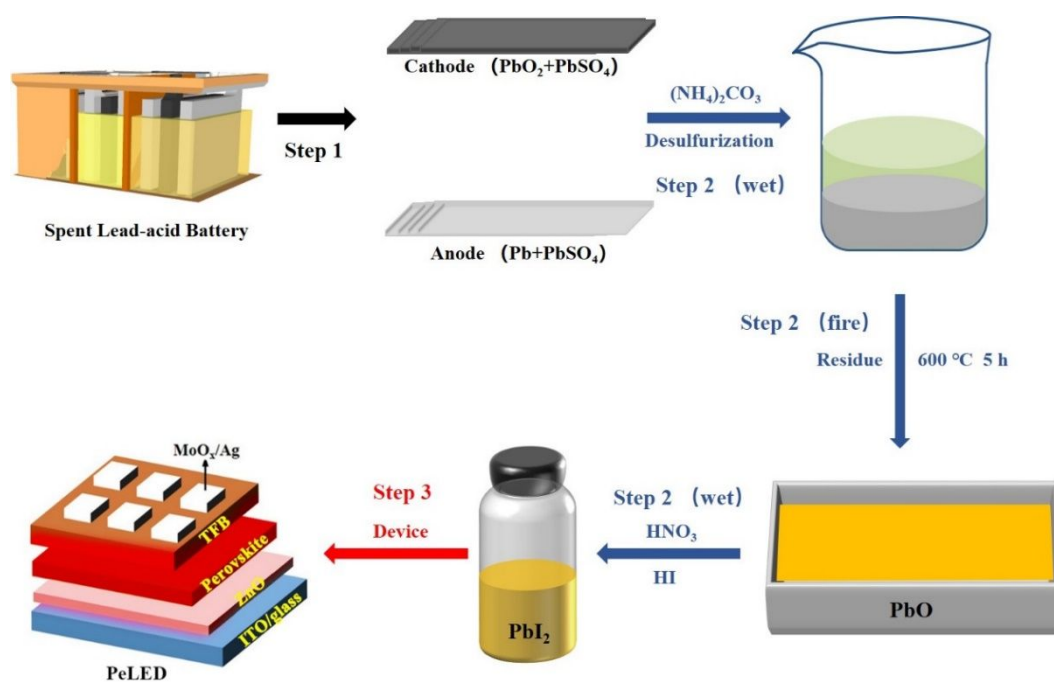 Spent Lead-acid Battery
Step 1
Cathode (PbO₂+PbSO₄)
Anode (Pb+PbSO₄)
(NH₄)₂CO₃
Desulfurization
Step 2 (wet)
Step 2 (fire)
Residue 600 °C 5 h
PbO
Step 2 (wet)
HNO₃
HI
PbI₂
Step 3
Device
MoOₓ/Ag
TFB
Perovskite
ZnO
ITO/glass
PeLED